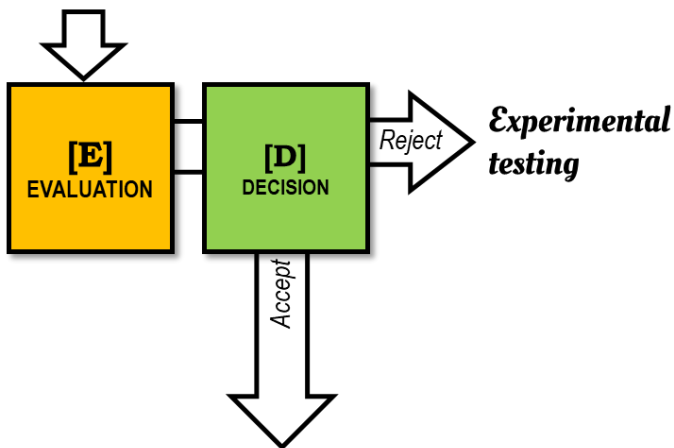 [E]
EVALUATION
[D]
DECISION
Reject
Experimental
testing
Accept